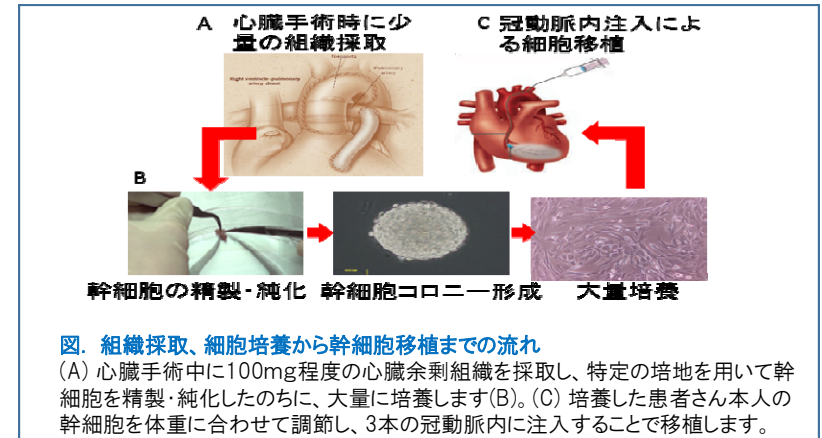 A 心臓手術時に少
量の組織採取
C 冠動脈内注入によ
る細胞移植
Right ventricle-pulmonary
artery shunt
Pulmonary
artery
B
幹細胞の精製・純化 幹細胞コロニー形成 大量培養
図. 組織採取、細胞培養から幹細胞移植までの流れ
(A) 心臓手術中に100mg程度の心臓余剰組織を採取し、特定の培地を用いて幹
細胞を精製・純化したのちに、大量に培養します(B)。(C) 培養した患者さん本人の
幹細胞を体重に合わせて調節し、3本の冠動脈内に注入することで移植します。